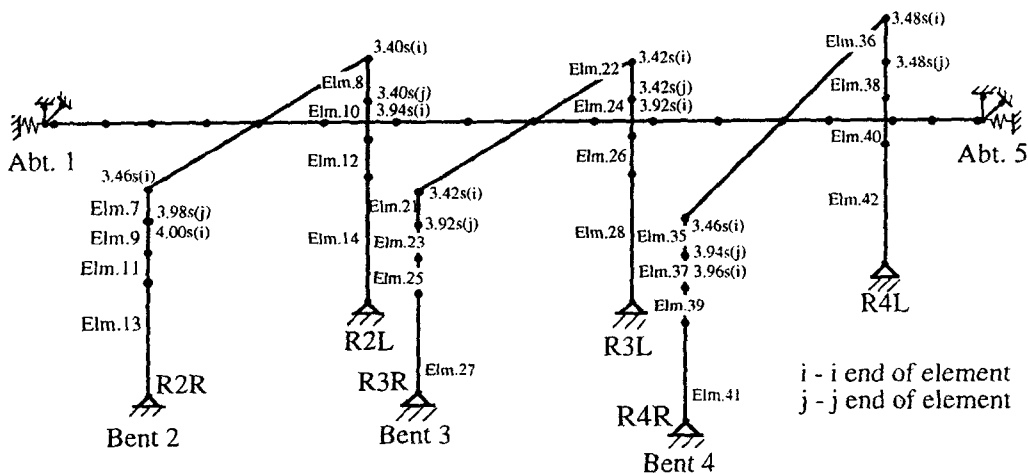 3.48s(i)
Elm.36
3.40s(i)
3.42s(i)
Elm.22
3.48s(j)
Elm.8
3.40s(j)
3.42s(j)
Elm.38
Elm.10
3.94s(i)
Elm.24
3.92s(i)
Elm.40
Abt. 1
Elm.12
Elm.26
Abt. 5
3.46s(i)
3.42s(i)
Elm.7
3.98s(j)
Elm.21
Elm.42
4.00s(i)
3.92s(j)
3.46s(i)
Elm.9
Elm.14
Elm.23
Elm.28
Elm.35
3.94s(j)
Elm.11
Elm.25
Elm.37
3.96s(i)
Elm.13
Elm.39
R4L
R2L
R3L
Elm.27
R2R
R3R
Elm.41
i - i end of element
j - j end of element
R4R
Bent 2
Bent 3
Bent 4